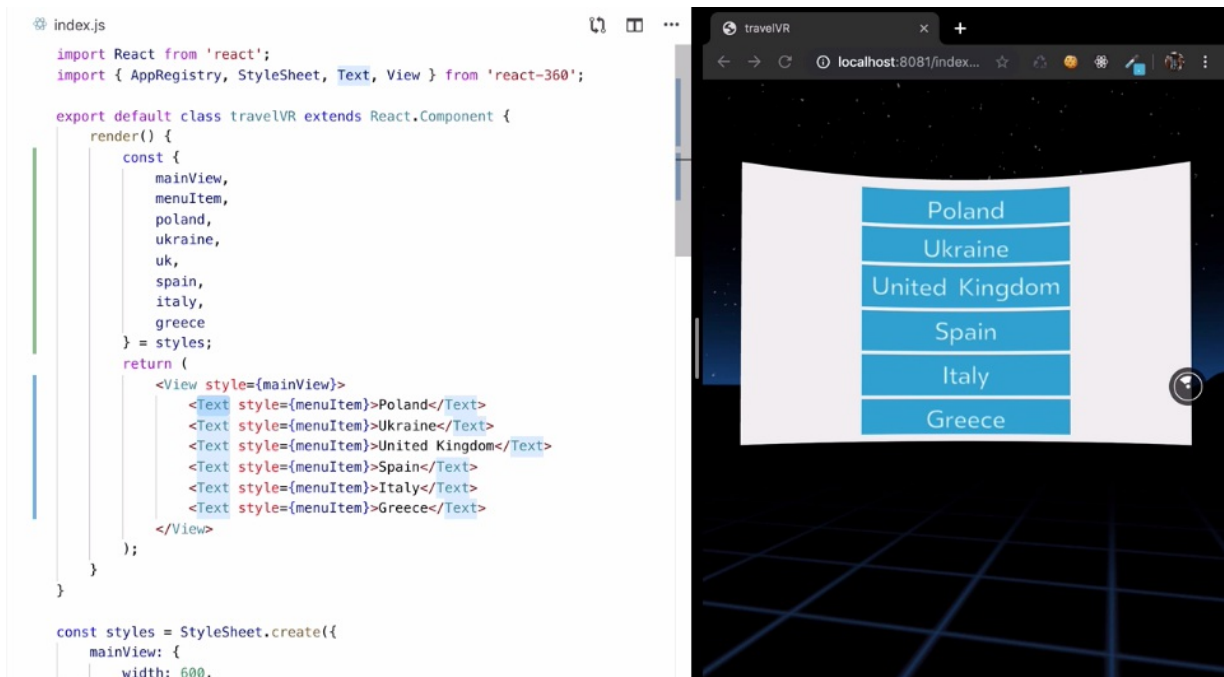 index.js
import React from 'react';
import { AppRegistry, StyleSheet, Text, View } from 'react-360';
export default class travelVR extends React.Component {
render() {
const {
mainView,
menuItem,
poland,
ukraine,
uk,
spain,
italy,
greece
} = styles;
return (
<View style={mainView}>
<Text style={menuItem}>Poland</Text>
<Text style={menuItem}>Ukraine</Text>
<Text style={menuItem}>United Kingdom</Text>
<Text style={menuItem}>Spain</Text>
<Text style={menuItem}>Italy</Text>
<Text style={menuItem}>Greece</Text>
</View>
);
}
}
const styles = StyleSheet.create({
mainView: {
width: 600,
travelVR
localhost:8081/index...
Poland
Ukraine
United Kingdom
Spain
Italy
Greece